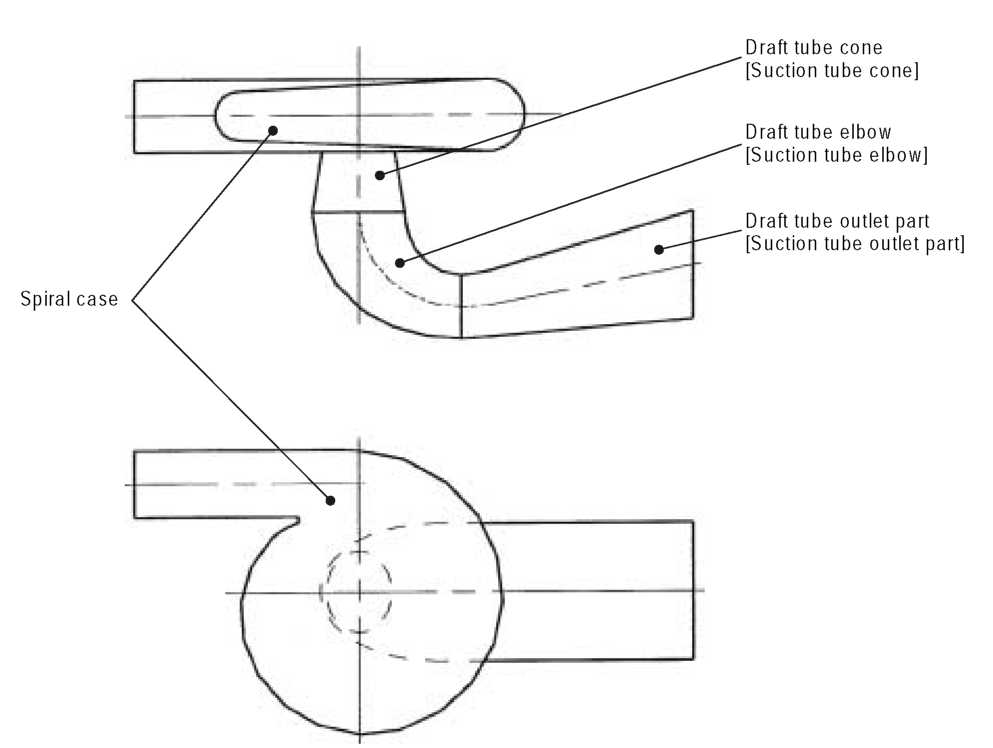 Draft tube cone
[Suction tube cone]
Draft tube elbow
[Suction tube elbow]
Draft tube outlet part
[Suction tube outlet part]
Spiral case